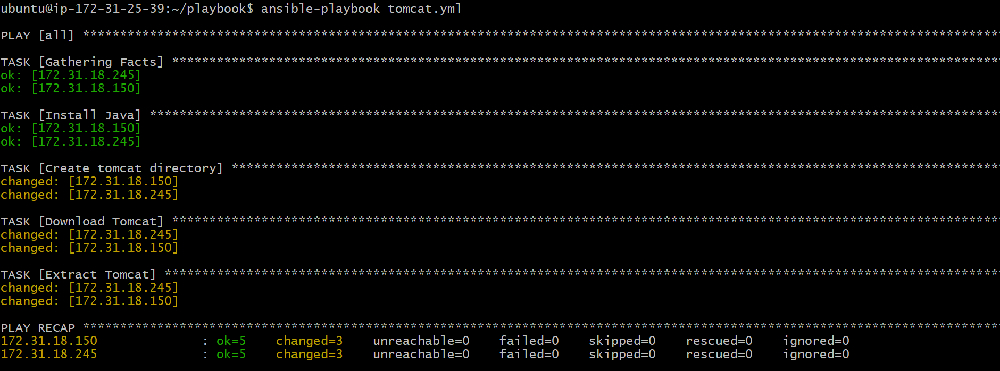 ubuntu@ip-172-31-25-39:~/playbook$ ansible-playbook tomcat.yml
PLAY [all] ***************************************************************************************************************************
TASK [Gathering Facts] ***************************************************************************************************************
ok: [172.31.18.245]
ok: [172.31.18.150]
TASK [Install Java] ******************************************************************************************************************
ok: [172.31.18.150]
ok: [172.31.18.245]
TASK [Create tomcat directory] *******************************************************************************************************
changed: [172.31.18.150]
changed: [172.31.18.245]
TASK [Download Tomcat] ***************************************************************************************************************
changed: [172.31.18.245]
changed: [172.31.18.150]
TASK [Extract Tomcat] ****************************************************************************************************************
changed: [172.31.18.245]
changed: [172.31.18.150]
PLAY RECAP ***************************************************************************************************************************
172.31.18.150              : ok=5    changed=3    unreachable=0    failed=0    skipped=0    rescued=0    ignored=0
172.31.18.245              : ok=5    changed=3    unreachable=0    failed=0    skipped=0    rescued=0    ignored=0